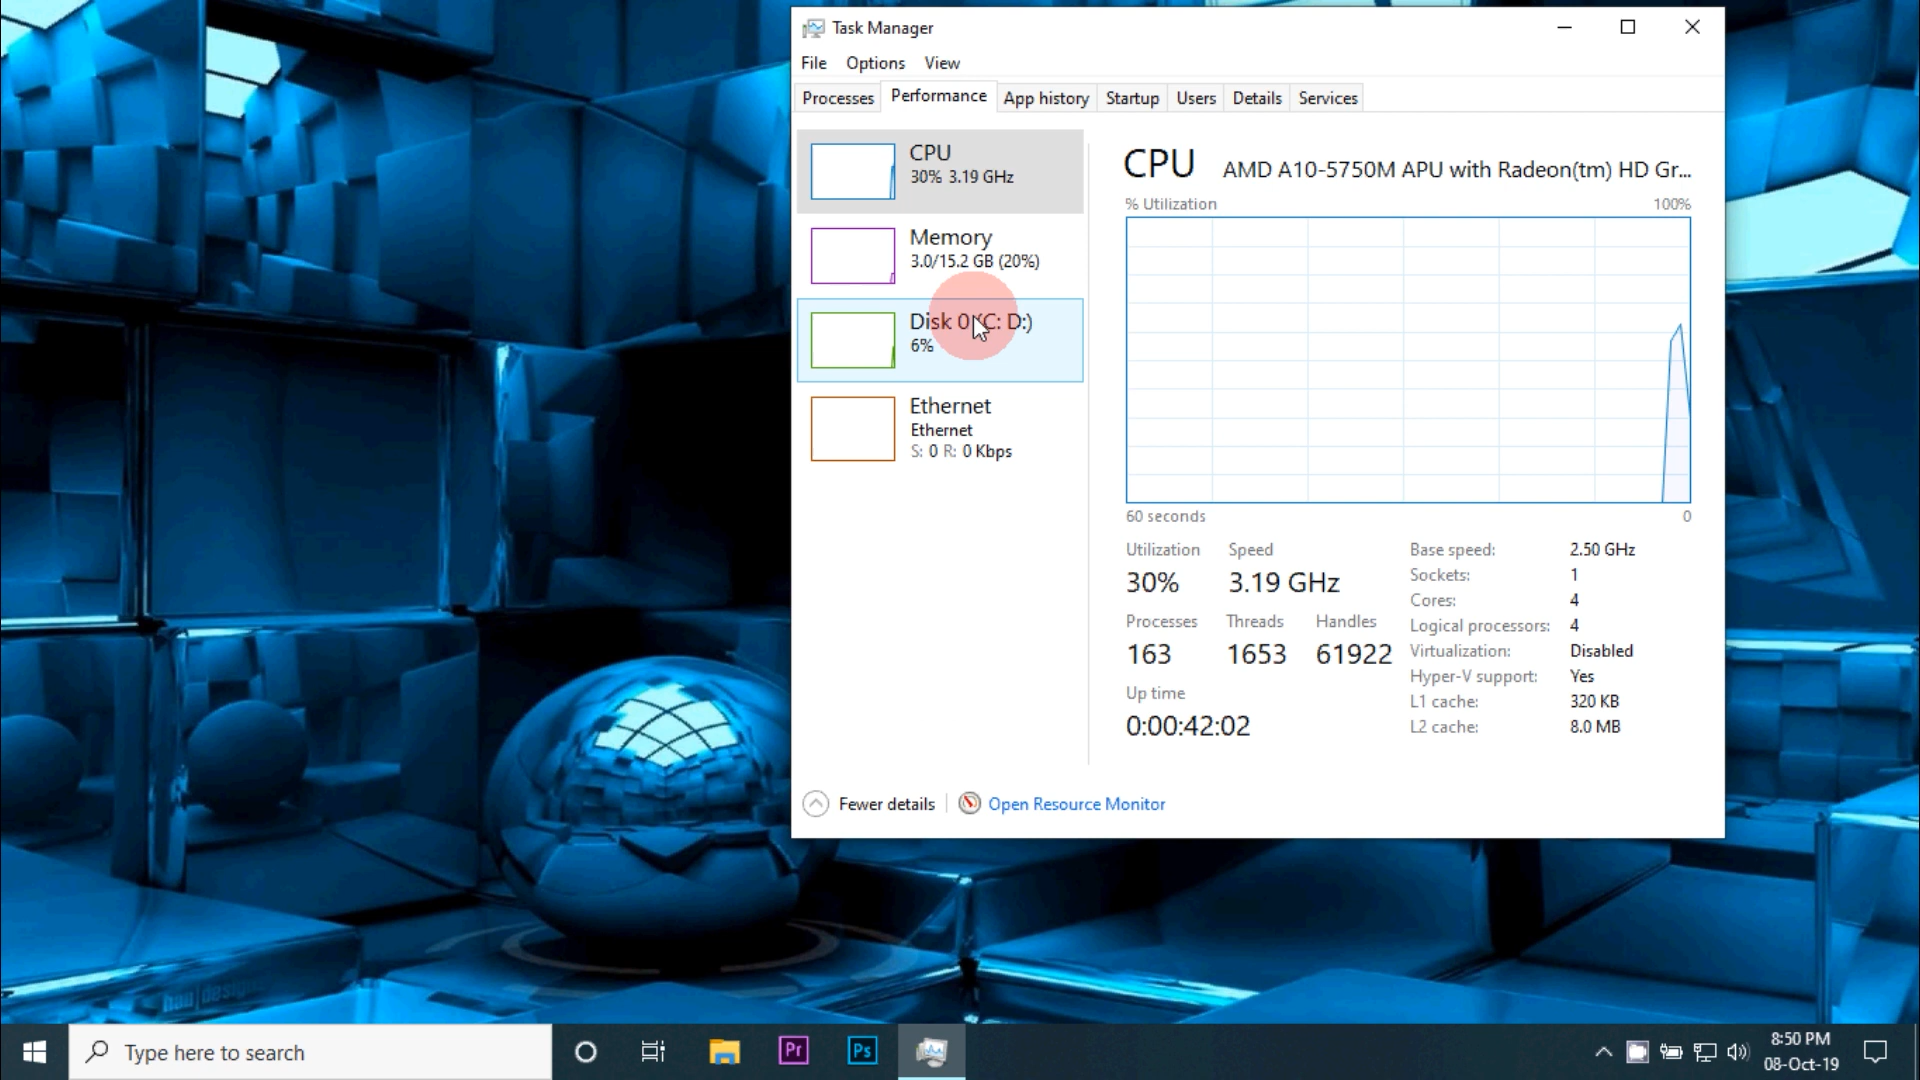 Task Manager
File Options View
Processes Performance App history Startup Users Details Services
CPU
30% 3.19 GHz
Memory
3.0/15.2 GB (20%)
Disk 0 (C: D:)
6%
Ethernet
Ethernet
S: 0 R: 0 Kbps
CPU AMD A10-5750M APU with Radeon(tm) HD Gr...
% Utilization 100%
60 seconds 0
Utilization Speed
30% 3.19 GHz
Processes Threads Handles
163 1653 61922
Up time
0:00:42:02
Base speed: 2.50 GHz
Sockets: 1
Cores: 4
Logical processors: 4
Virtualization: Disabled
Hyper-V support: Yes
L1 cache: 320 KB
L2 cache: 8.0 MB
Fewer details Open Resource Monitor
Type here to search
Pr
Ps
8:50 PM
08-Oct-19